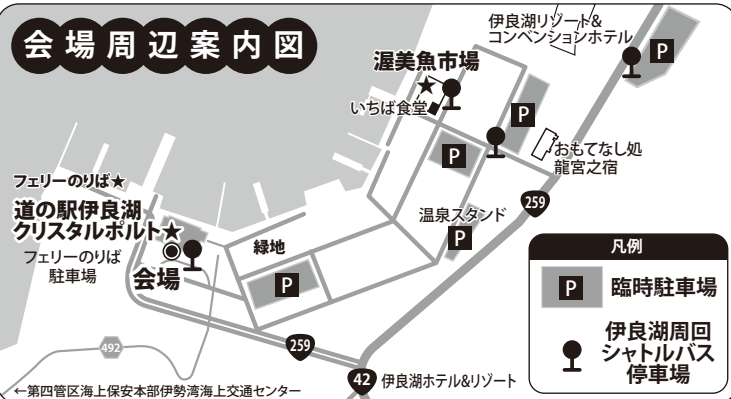 会場周辺案内図
伊良湖リゾート&
コンベンションホテル
P
渥美魚市場
★
いちば食堂
P
おもてなし処
龍宮之宿
P
フェリーのりば★
道の駅伊良湖
クリスタルポルト★
フェリーのりば
駐車場
会場
緑地
温泉スタンド
P
259
P
凡例
P 臨時駐車場
伊良湖周回
シャトルバス
停車場
492
259
42 伊良湖ホテル&リゾート
←第四管区海上保安本部伊勢湾海上交通センター